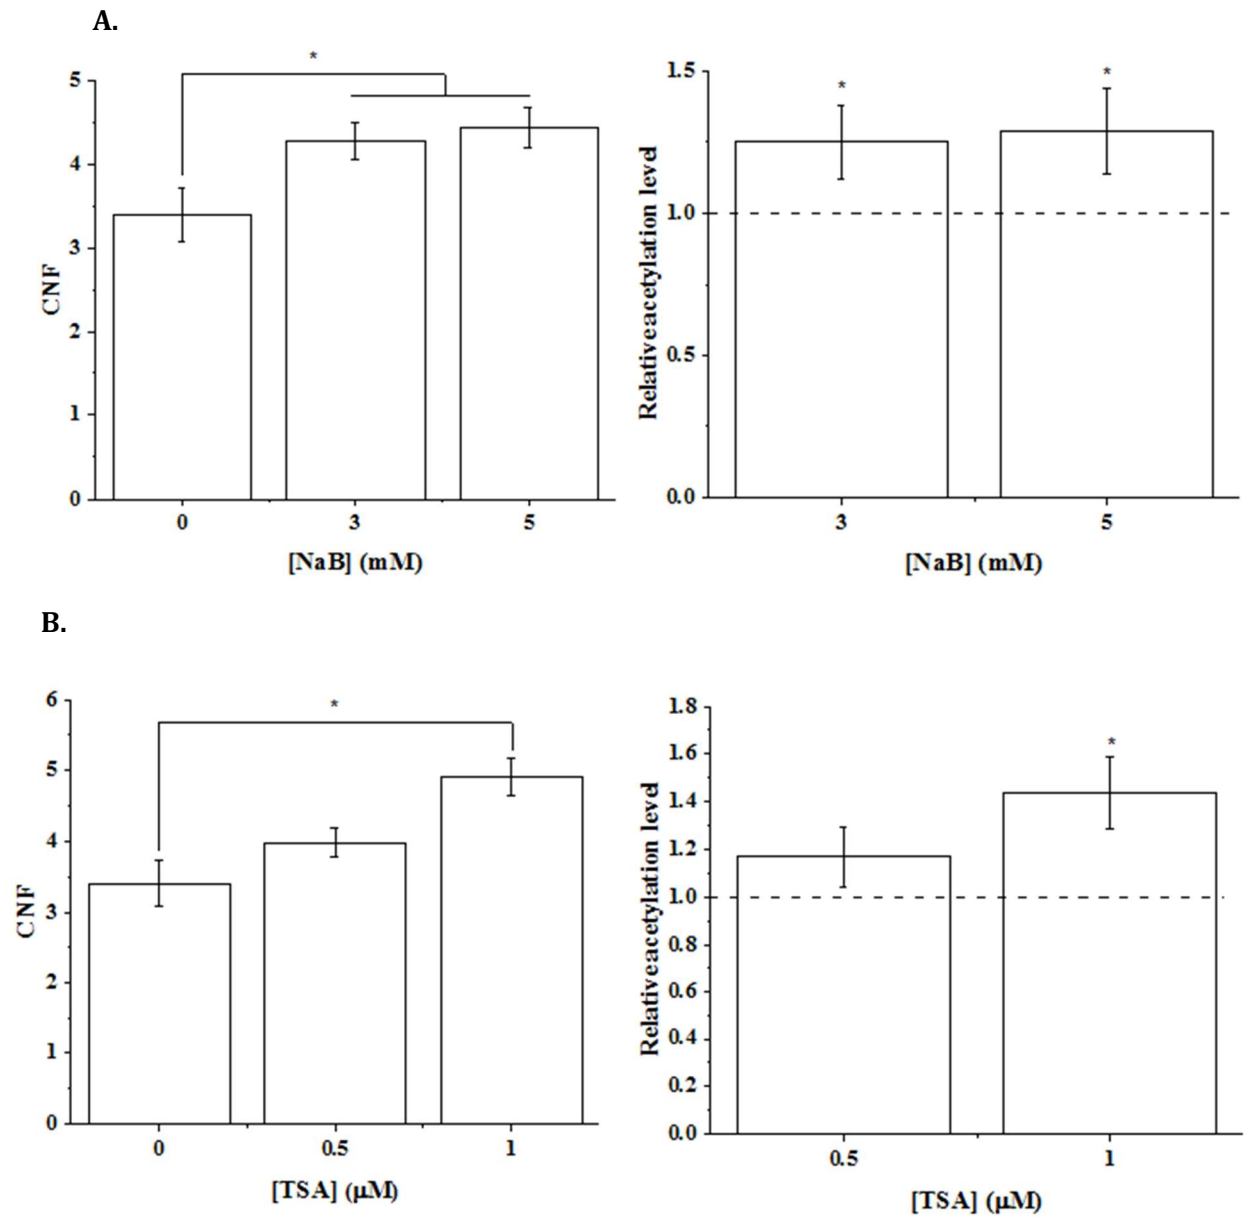 A.
*
5
4
3
2
1
0
CNF
0 3 5
[NaB] (mM)
* *
1.5
1.0
0.5
0.0
Relativeacetylation level
3 5
[NaB] (mM)
B.
*
6
5
4
3
2
1
0
CNF
0 0.5 1
[TSA] (μM)
*
1.8
1.6
1.4
1.2
1.0
0.8
0.6
0.4
0.2
0.0
Relativeacetylation level
0.5 1
[TSA] (μM)